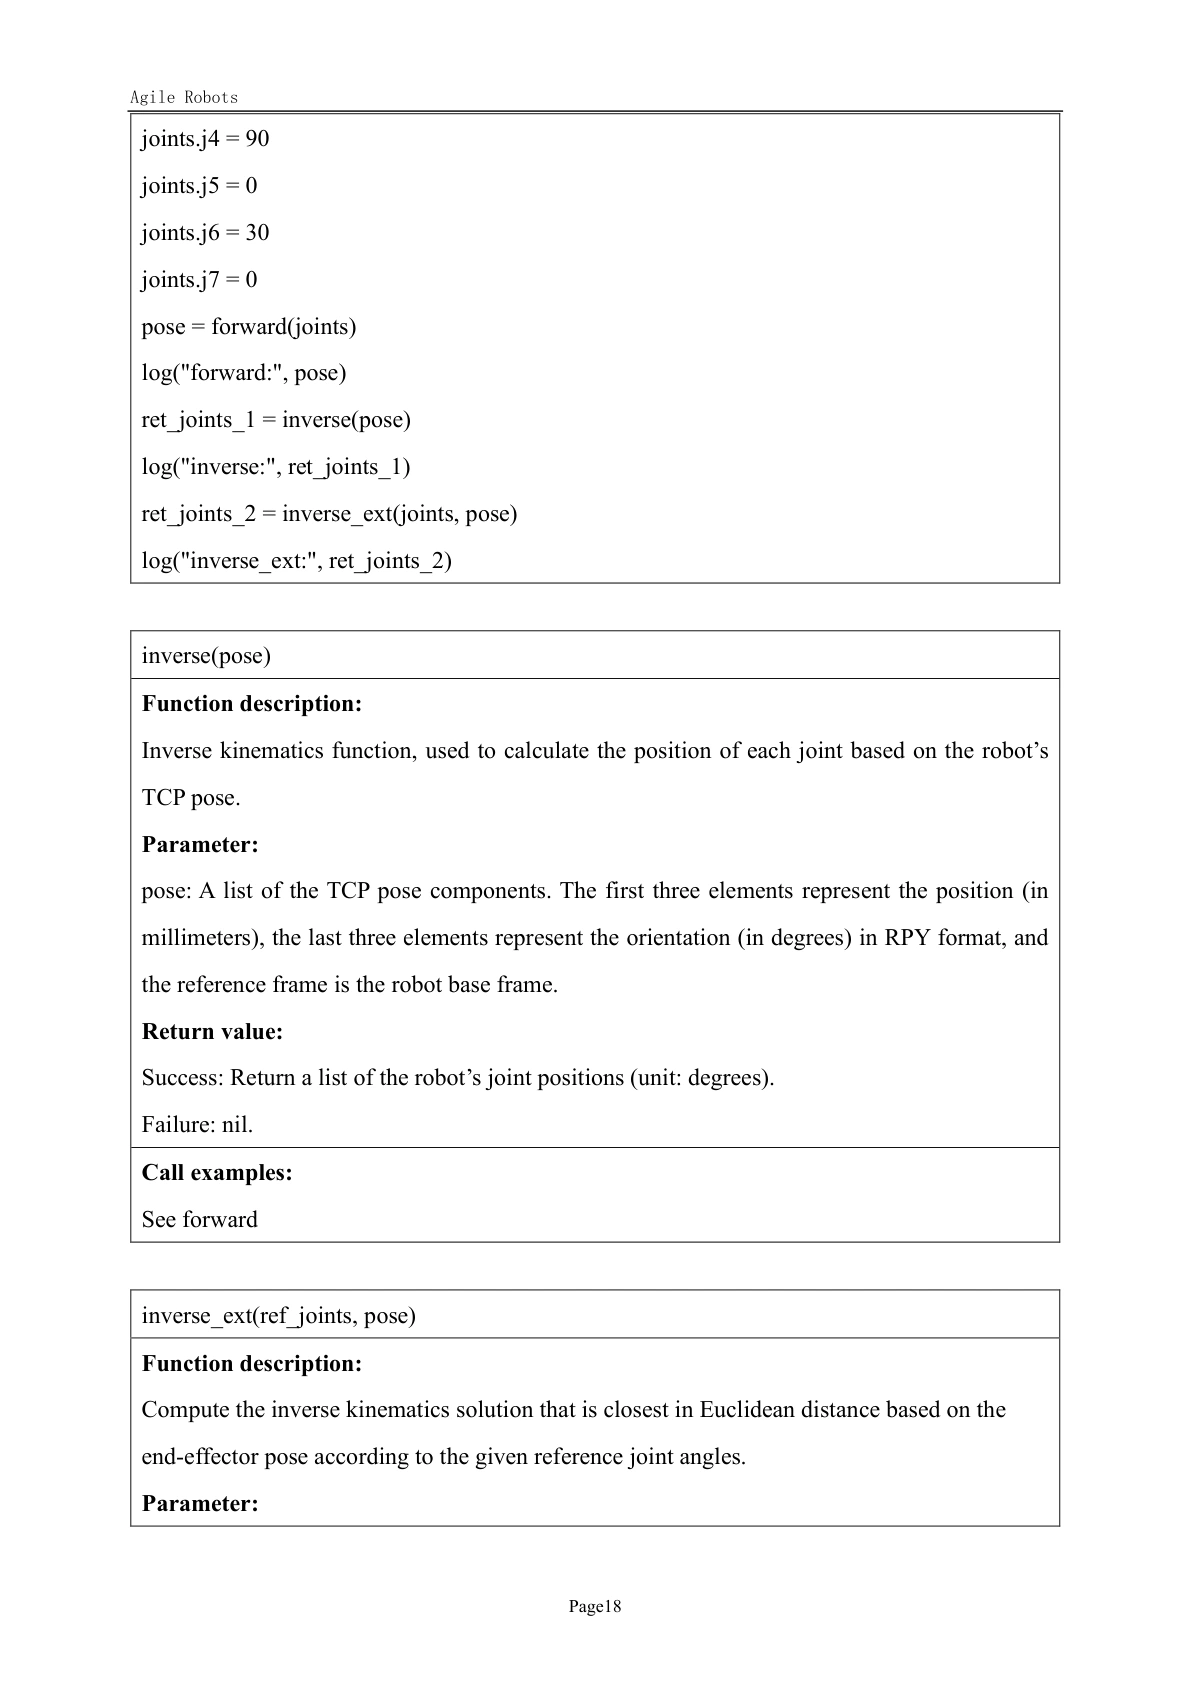 Agile Robots
joints.j4 = 90
joints.j5 = 0
joints.j6 = 30
joints.j7 = 0
pose = forward(joints)
log("forward:", pose)
ret_joints_1 = inverse(pose)
log("inverse:", ret_joints_1)
ret_joints_2 = inverse_ext(joints, pose)
log("inverse_ext:", ret_joints_2)
inverse(pose)
Function description:
Inverse kinematics function, used to calculate the position of each joint based on the robot’s
TCP pose.
Parameter:
pose: A list of the TCP pose components. The first three elements represent the position (in
millimeters), the last three elements represent the orientation (in degrees) in RPY format, and
the reference frame is the robot base frame.
Return value:
Success: Return a list of the robot’s joint positions (unit: degrees).
Failure: nil.
Call examples:
See forward
inverse_ext(ref_joints, pose)
Function description:
Compute the inverse kinematics solution that is closest in Euclidean distance based on the
end-effector pose according to the given reference joint angles.
Parameter:
Page18